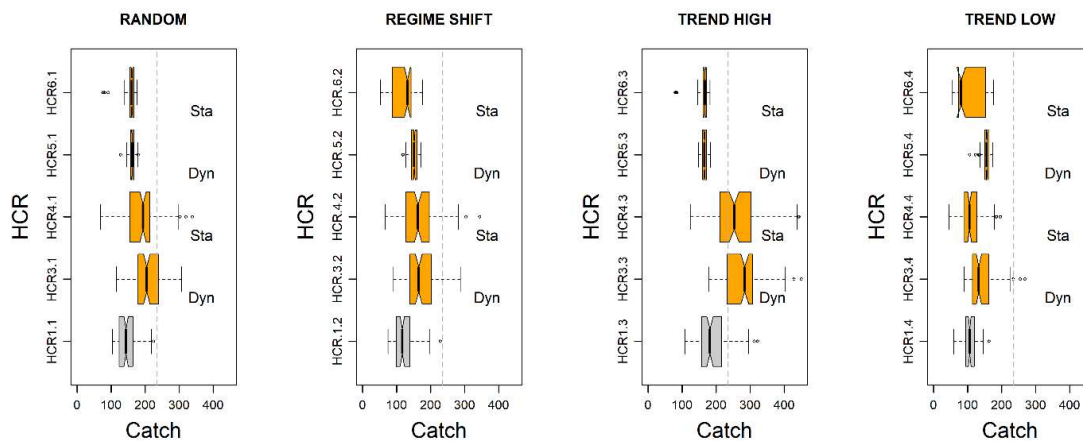 RANDOM
HCR
HCR6.1
HCR5.1
HCR4.1
HCR3.1
HCR1.1
Sta
Dyn
Sta
Dyn
0 100 200 300 400
Catch
REGIME SHIFT
HCR
HCR.6.2
HCR.5.2
HCR.4.2
HCR.3.2
HCR.1.2
Sta
Dyn
Sta
Dyn
0 100 200 300 400
Catch
TREND HIGH
HCR
HCR6.3
HCR5.3
HCR4.3
HCR3.3
HCR1.3
Sta
Dyn
Sta
Dyn
0 100 200 300 400
Catch
TREND LOW
HCR
HCR6.4
HCR5.4
HCR4.4
HCR3.4
HCR1.4
Sta
Dyn
Sta
Dyn
0 100 200 300 400
Catch